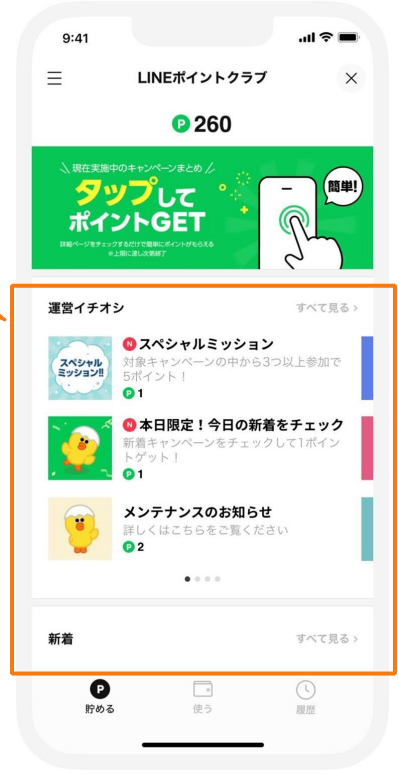 9:41
LINEポイントクラブ
P 260
\ 現在実施中のキャンペーンまとめ /
タップして
ポイントGET
詳細ページをチェックするだけで簡単にポイントがもらえる
※上限に達し次第終了
簡単!
運営イチオシ
すべて見る >
スペシャル
ミッション!!
N スペシャルミッション
対象キャンペーンの中から3つ以上参加で
5ポイント！
P 1
N 本日限定！今日の新着をチェック
新着キャンペーンをチェックして1ポイン
トゲット！
P 1
メンテナンスのお知らせ
詳しくはこちらをご覧ください
P 2
新着
すべて見る >
P
貯める
使う
履歴